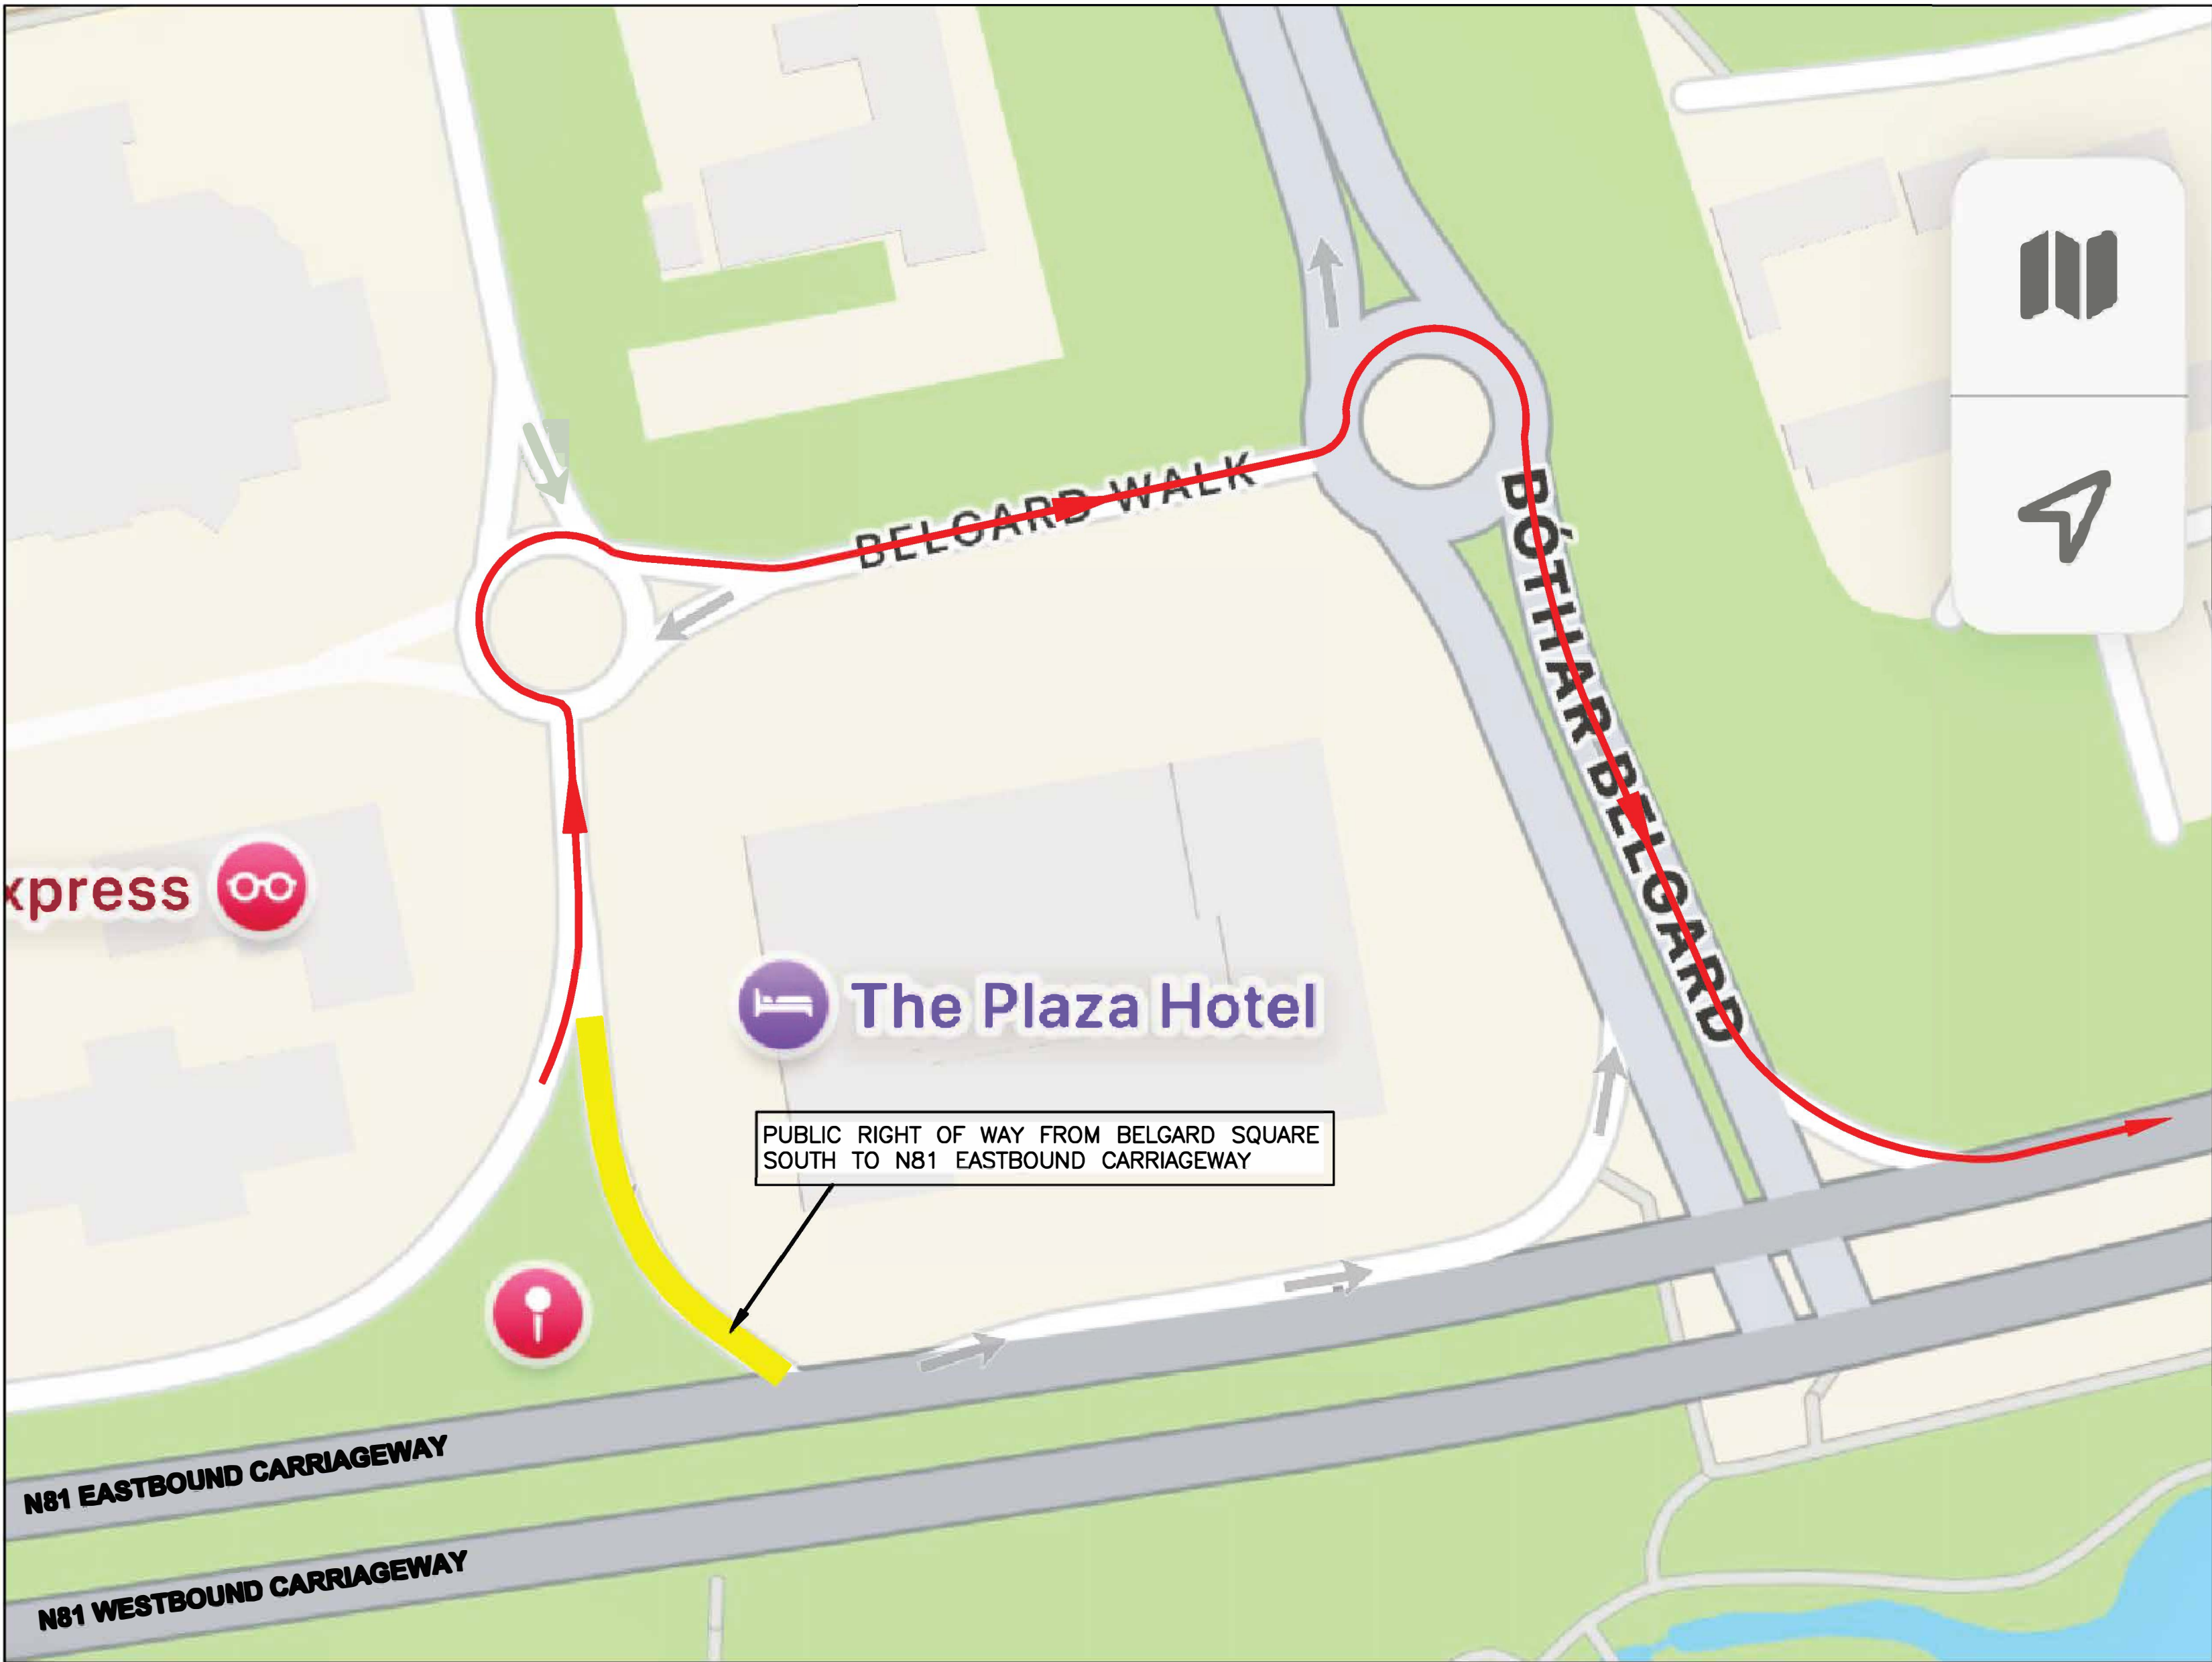 BELGARD WALK
BÓTHAR BELGARD
xpress
The Plaza Hotel
PUBLIC RIGHT OF WAY FROM BELGARD SQUARE
SOUTH TO N81 EASTBOUND CARRIAGEWAY
N81 EASTBOUND CARRIAGEWAY
N81 WESTBOUND CARRIAGEWAY